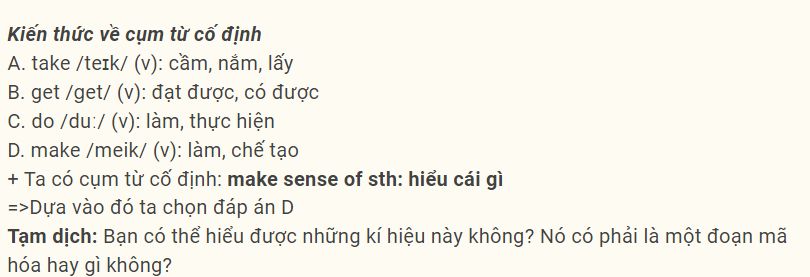 Kiến thức về cụm từ cố định
A. take /teɪk/ (v): cầm, nắm, lấy
B. get /get/ (v): đạt được, có được
C. do /duː/ (v): làm, thực hiện
D. make /meik/ (v): làm, chế tạo
+ Ta có cụm từ cố định: make sense of sth: hiểu cái gì
=>Dựa vào đó ta chọn đáp án D
Tạm dịch: Bạn có thể hiểu được những kí hiệu này không? Nó có phải là một đoạn mã
hóa hay gì không?